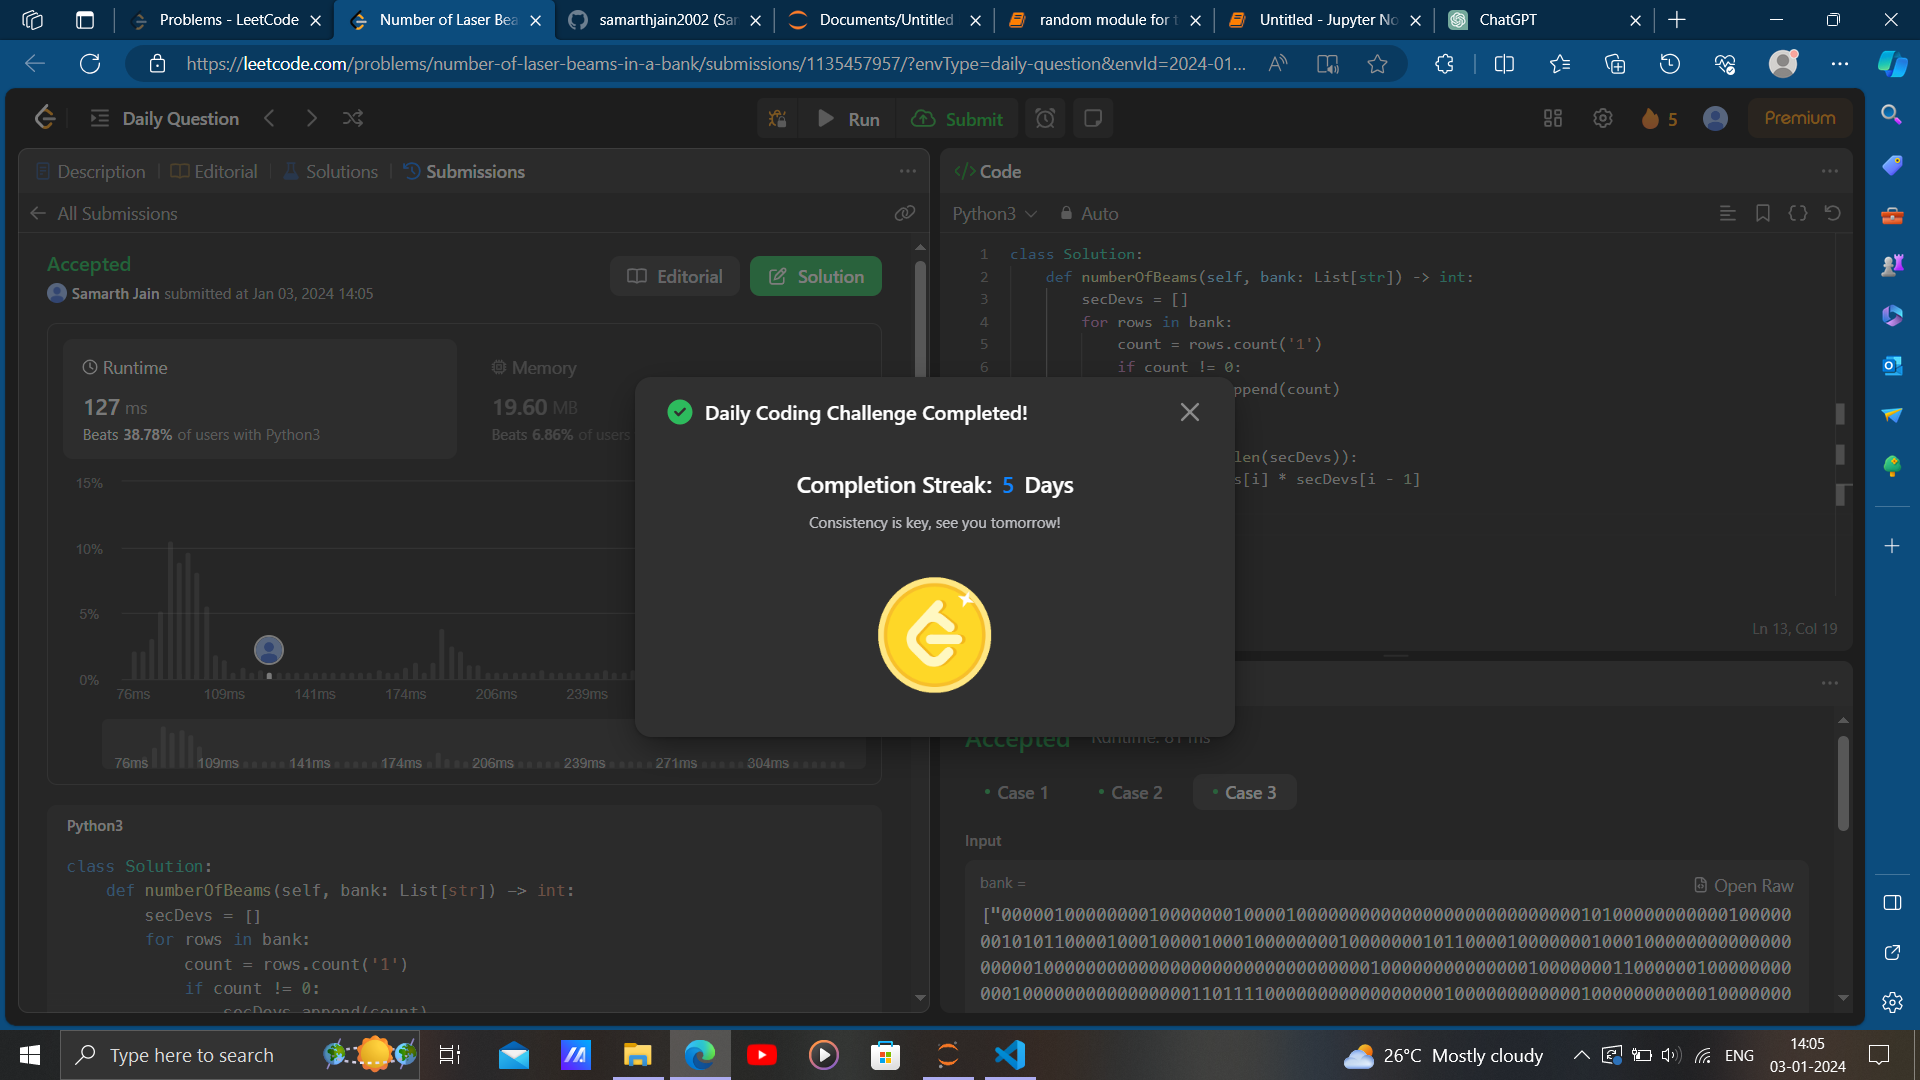 Problems - LeetCode
Number of Laser Bea
samarthjain2002 (Sar
Documents/Untitled
random module for t
Untitled - Jupyter No
ChatGPT
https://leetcode.com/problems/number-of-laser-beams-in-a-bank/submissions/1135457957/?envType=daily-question&envId=2024-01...
Daily Question
Run
Submit
5
Premium
Description
Editorial
Solutions
Submissions
</> Code
All Submissions
Python3
Auto
Accepted
Samarth Jain submitted at Jan 03, 2024 14:05
Editorial
Solution
Runtime
127 ms
Beats 38.78% of users with Python3
Memory
19.60 MB
Beats 6.86% of users
15%
10%
5%
0%
76ms 109ms 141ms 174ms 206ms 239ms
76ms 109ms 141ms 174ms 206ms 239ms 271ms 304ms
Python3
class Solution:
def numberOfBeams(self, bank: List[str]) -> int:
secDevs = []
for rows in bank:
count = rows.count('1')
if count != 0:
secDevs.append(count)
1 class Solution:
2 def numberOfBeams(self, bank: List[str]) -> int:
3 secDevs = []
4 for rows in bank:
5 count = rows.count('1')
6 if count != 0:
ppend(count)
len(secDevs)):
s[i] * secDevs[i - 1]
Ln 13, Col 19
Daily Coding Challenge Completed!
Completion Streak: 5 Days
Consistency is key, see you tomorrow!
Accepted Runtime: 81 ms
• Case 1
• Case 2
• Case 3
Input
bank =
Open Raw
Type here to search
26°C Mostly cloudy
ENG
14:05
03-01-2024